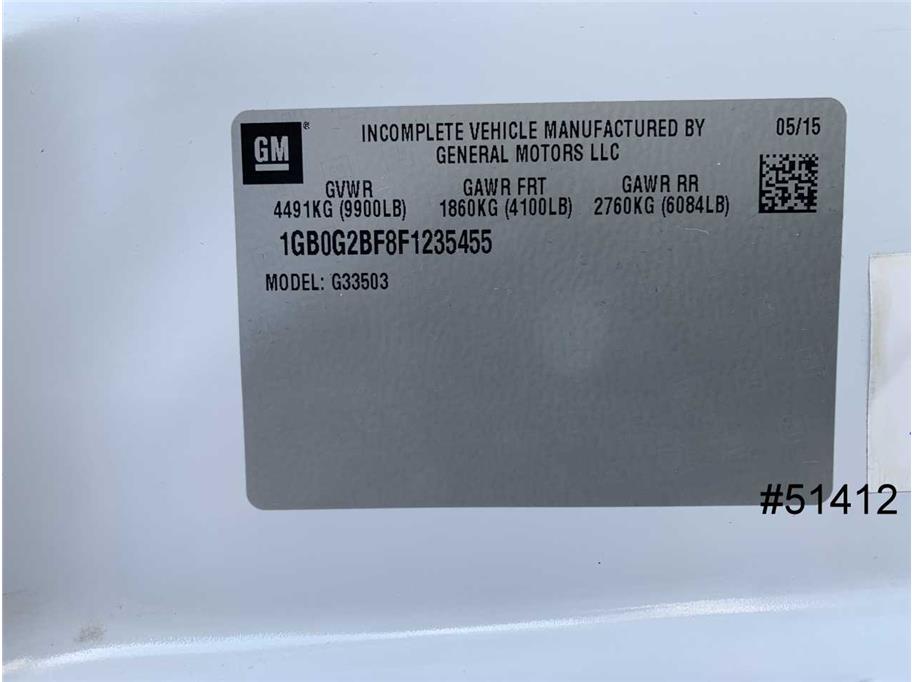 GM®
INCOMPLETE VEHICLE MANUFACTURED BY
GENERAL MOTORS LLC
05/15
GVWR GAWR FRT GAWR RR
4491KG (9900LB) 1860KG (4100LB) 2760KG (6084LB)
1GB0G2BF8F1235455
MODEL: G33503
#51412